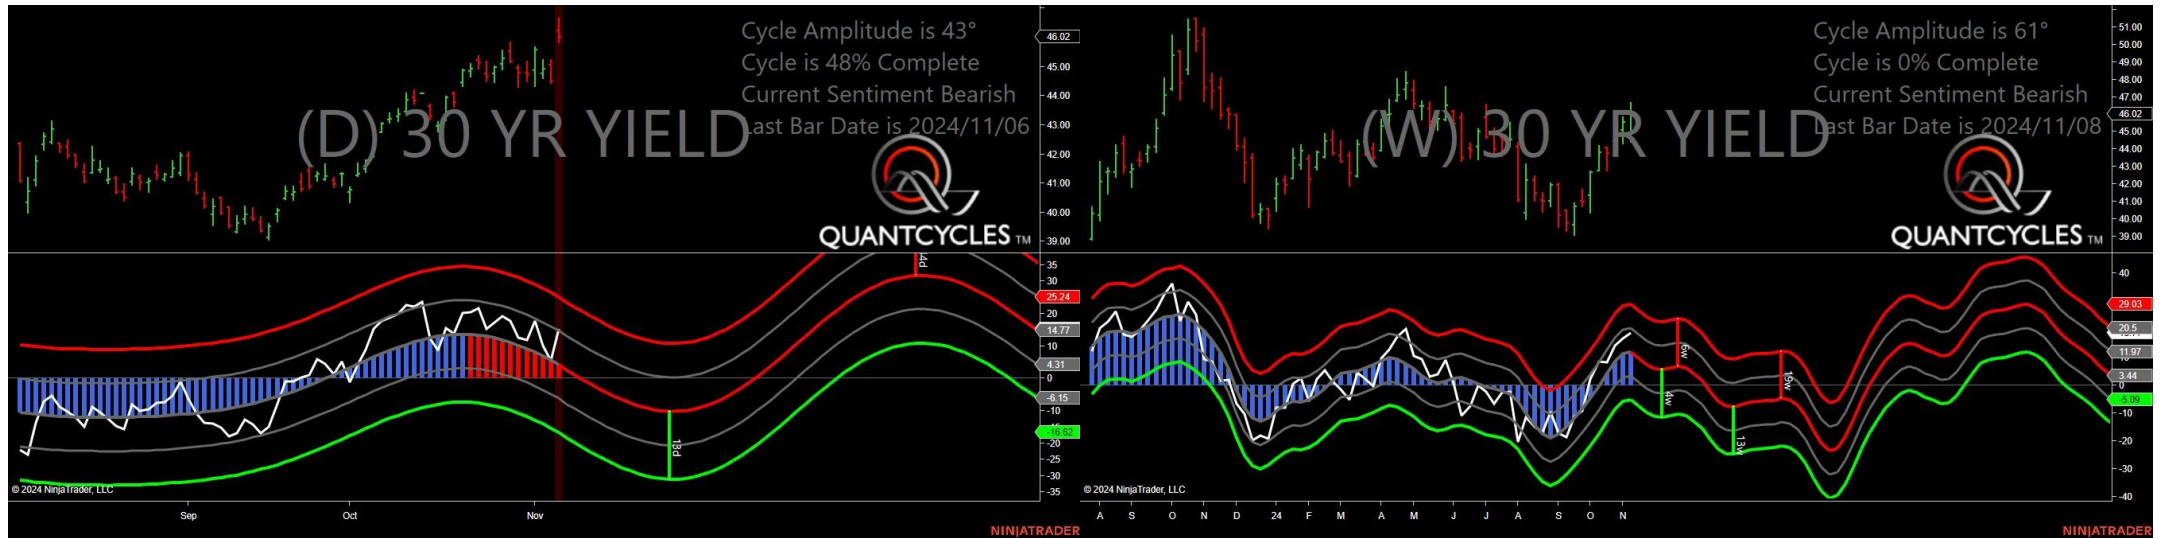 Cycle Amplitude is 43°
Cycle is 48% Complete
Current Sentiment Bearish
Last Bar Date is 2024/11/06
(D) 30 YR YIELD
QUANTCYCLES TM
46.02
45.00
44.00
43.00
42.00
41.00
40.00
39.00
35
30
25.24
20
14.77
10
4.31
0
-6.15
-10
-16.62
-20
-25
-30
-35
13d
© 2024 NinjaTrader, LLC
Sep Oct Nov
NINJATRADER
Cycle Amplitude is 61°
Cycle is 0% Complete
Current Sentiment Bearish
Last Bar Date is 2024/11/08
(W) 30 YR YIELD
QUANTCYCLES TM
51.00
50.00
49.00
48.00
47.00
46.02
45.00
44.00
43.00
42.00
41.00
40.00
39.00
40
29.03
20.5
11.97
3.44
0
-5.09
-10
-20
-30
-40
6w
4w
19w
13w
© 2024 NinjaTrader, LLC
A S O N D 24 F M A M J J A S O N
NINJATRADER